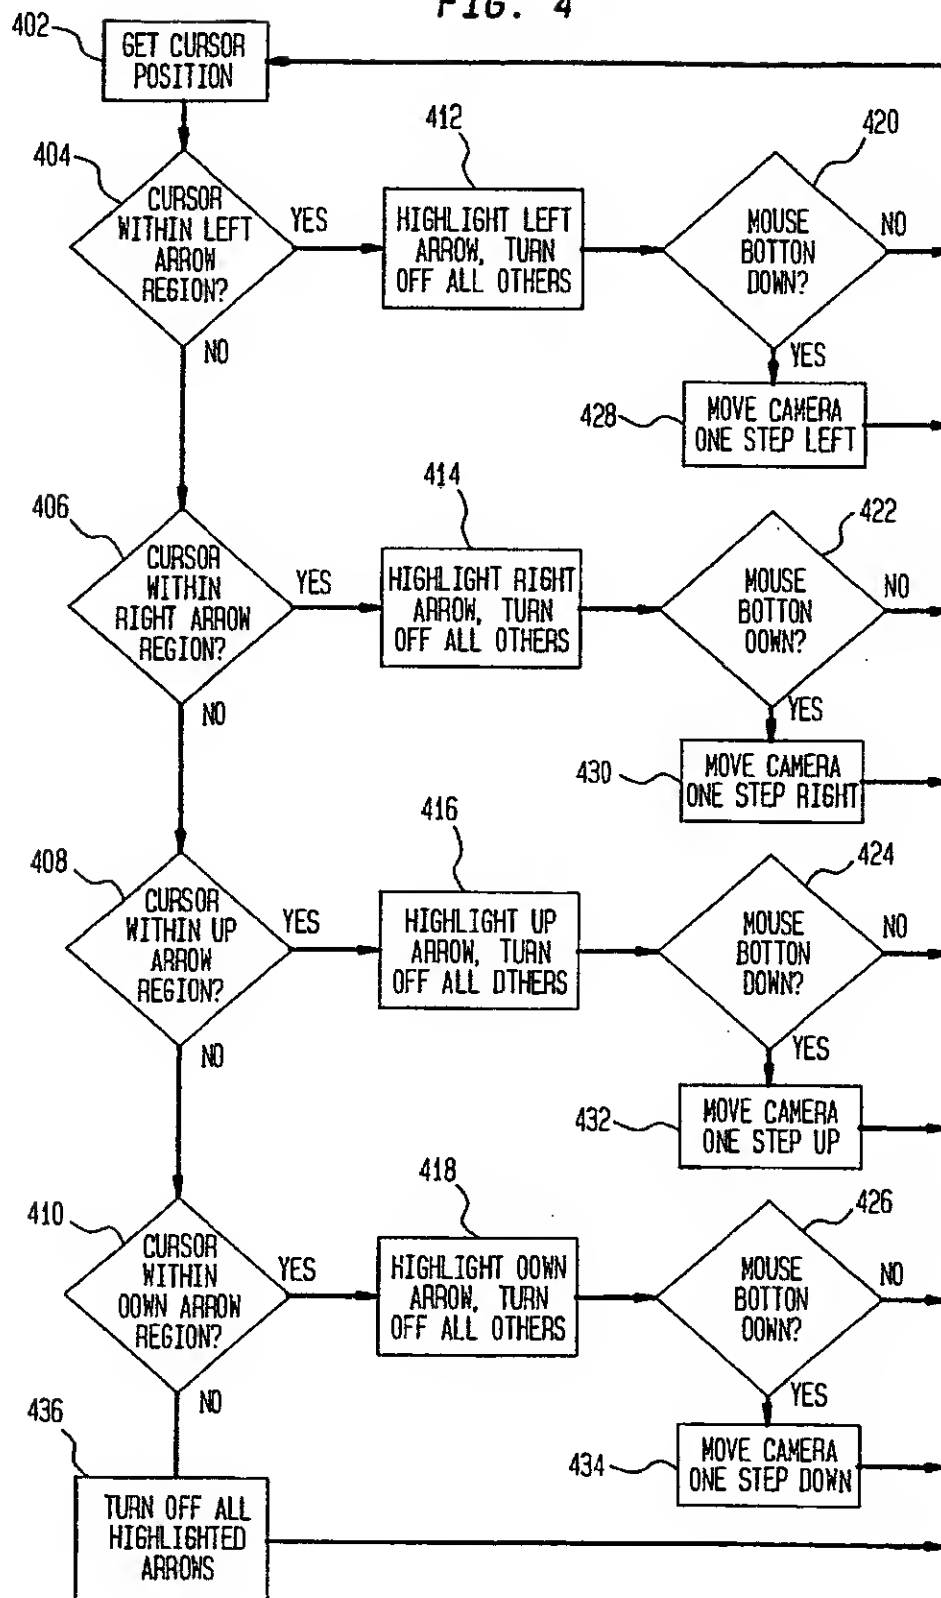 FIG. 4
402
GET CURSOR
POSITION
404
CURSOR
WITHIN LEFT
ARROW
REGION?
YES
NO
412
HIGHLIGHT LEFT
ARROW, TURN
OFF ALL OTHERS
420
MOUSE
BOTTON
DOWN?
NO
YES
428
MOVE CAMERA
ONE STEP LEFT
406
CURSOR
WITHIN
RIGHT ARROW
REGION?
YES
NO
414
HIGHLIGHT RIGHT
ARROW, TURN
OFF ALL OTHERS
422
MOUSE
BOTTON
DOWN?
NO
YES
430
MOVE CAMERA
ONE STEP RIGHT
408
CURSOR
WITHIN UP
ARROW
REGION?
YES
NO
416
HIGHLIGHT UP
ARROW, TURN
OFF ALL OTHERS
424
MOUSE
BOTTON
DOWN?
NO
YES
432
MOVE CAMERA
ONE STEP UP
410
CURSOR
WITHIN
DOWN ARROW
REGION?
YES
NO
418
HIGHLIGHT DOWN
ARROW, TURN
OFF ALL OTHERS
426
MOUSE
BOTTON
DOWN?
NO
YES
434
MOVE CAMERA
ONE STEP DOWN
436
TURN OFF ALL
HIGHLIGHTED
ARROWS